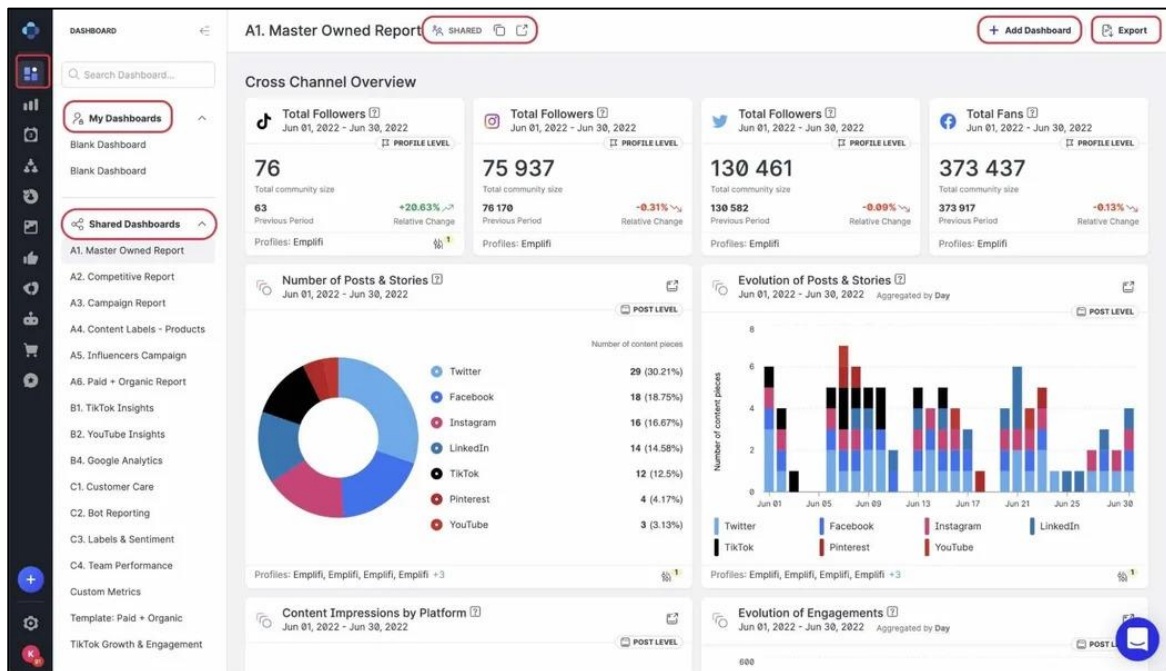 DASHBOARD
Search Dashboard...
My Dashboards
Blank Dashboard
Blank Dashboard
Shared Dashboards
A1. Master Owned Report
A2. Competitive Report
A3. Campaign Report
A4. Content Labels - Products
A5. Influencers Campaign
A6. Paid + Organic Report
B1. TikTok Insights
B2. YouTube Insights
B4. Google Analytics
C1. Customer Care
C2. Bot Reporting
C3. Labels & Sentiment
C4. Team Performance
Custom Metrics
Template: Paid + Organic
TikTok Growth & Engagement
K
A1. Master Owned Report SHARED
+ Add Dashboard Export
Cross Channel Overview
Total Followers ?
Jun 01, 2022 - Jun 30, 2022
PROFILE LEVEL
76
Total community size
63 +20.63%
Previous Period Relative Change
Profiles: Emplifi 1
Total Followers ?
Jun 01, 2022 - Jun 30, 2022
PROFILE LEVEL
75 937
Total community size
76 170 -0.31%
Previous Period Relative Change
Profiles: Emplifi
Total Followers ?
Jun 01, 2022 - Jun 30, 2022
PROFILE LEVEL
130 461
Total community size
130 582 -0.09%
Previous Period Relative Change
Profiles: Emplifi
Total Fans ?
Jun 01, 2022 - Jun 30, 2022
PROFILE LEVEL
373 437
Total community size
373 917 -0.13%
Previous Period Relative Change
Profiles: Emplifi
Number of Posts & Stories ?
Jun 01, 2022 - Jun 30, 2022
POST LEVEL
Number of content pieces
Twitter 29 (30.21%)
Facebook 18 (18.75%)
Instagram 16 (16.67%)
LinkedIn 14 (14.58%)
TikTok 12 (12.5%)
Pinterest 4 (4.17%)
YouTube 3 (3.13%)
Profiles: Emplifi, Emplifi, Emplifi, Emplifi +3 1
Evolution of Posts & Stories ?
Jun 01, 2022 - Jun 30, 2022 Aggregated by Day
POST LEVEL
Number of content pieces
8
6
4
2
0
Jun 01 Jun 05 Jun 09 Jun 13 Jun 17 Jun 21 Jun 25 Jun 30
Twitter Facebook Instagram LinkedIn
TikTok Pinterest YouTube
Profiles: Emplifi, Emplifi, Emplifi, Emplifi +3 1
Content Impressions by Platform ?
Jun 01, 2022 - Jun 30, 2022
POST LEVEL
Evolution of Engagements ?
Jun 01, 2022 - Jun 30, 2022 Aggregated by Day
POST L
600